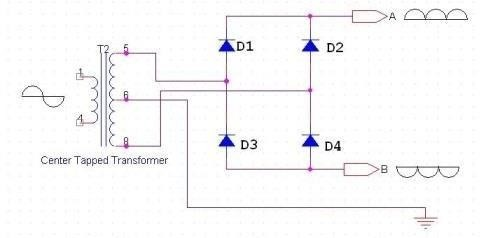 A
T2
5
D1
D2
1
6
4
8
D3
D4
Center Tapped Transformer
B